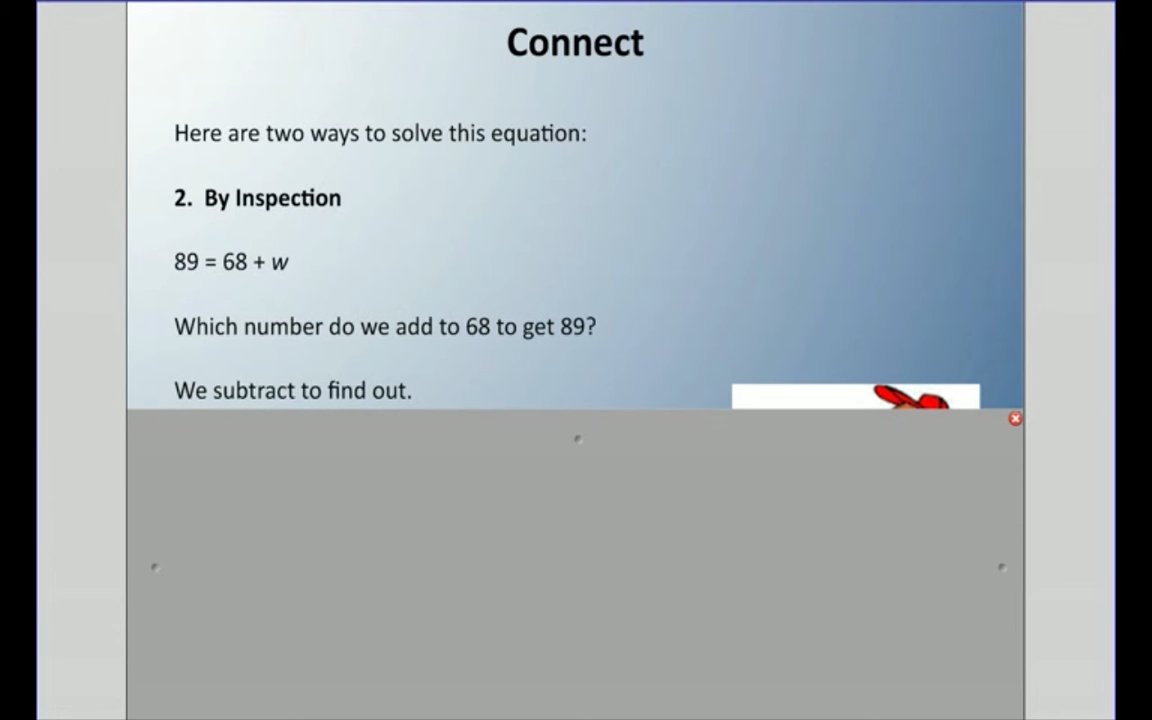 Connect
Here are two ways to solve this equation:
2. By Inspection
89 = 68 + w
Which number do we add to 68 to get 89?
We subtract to find out.